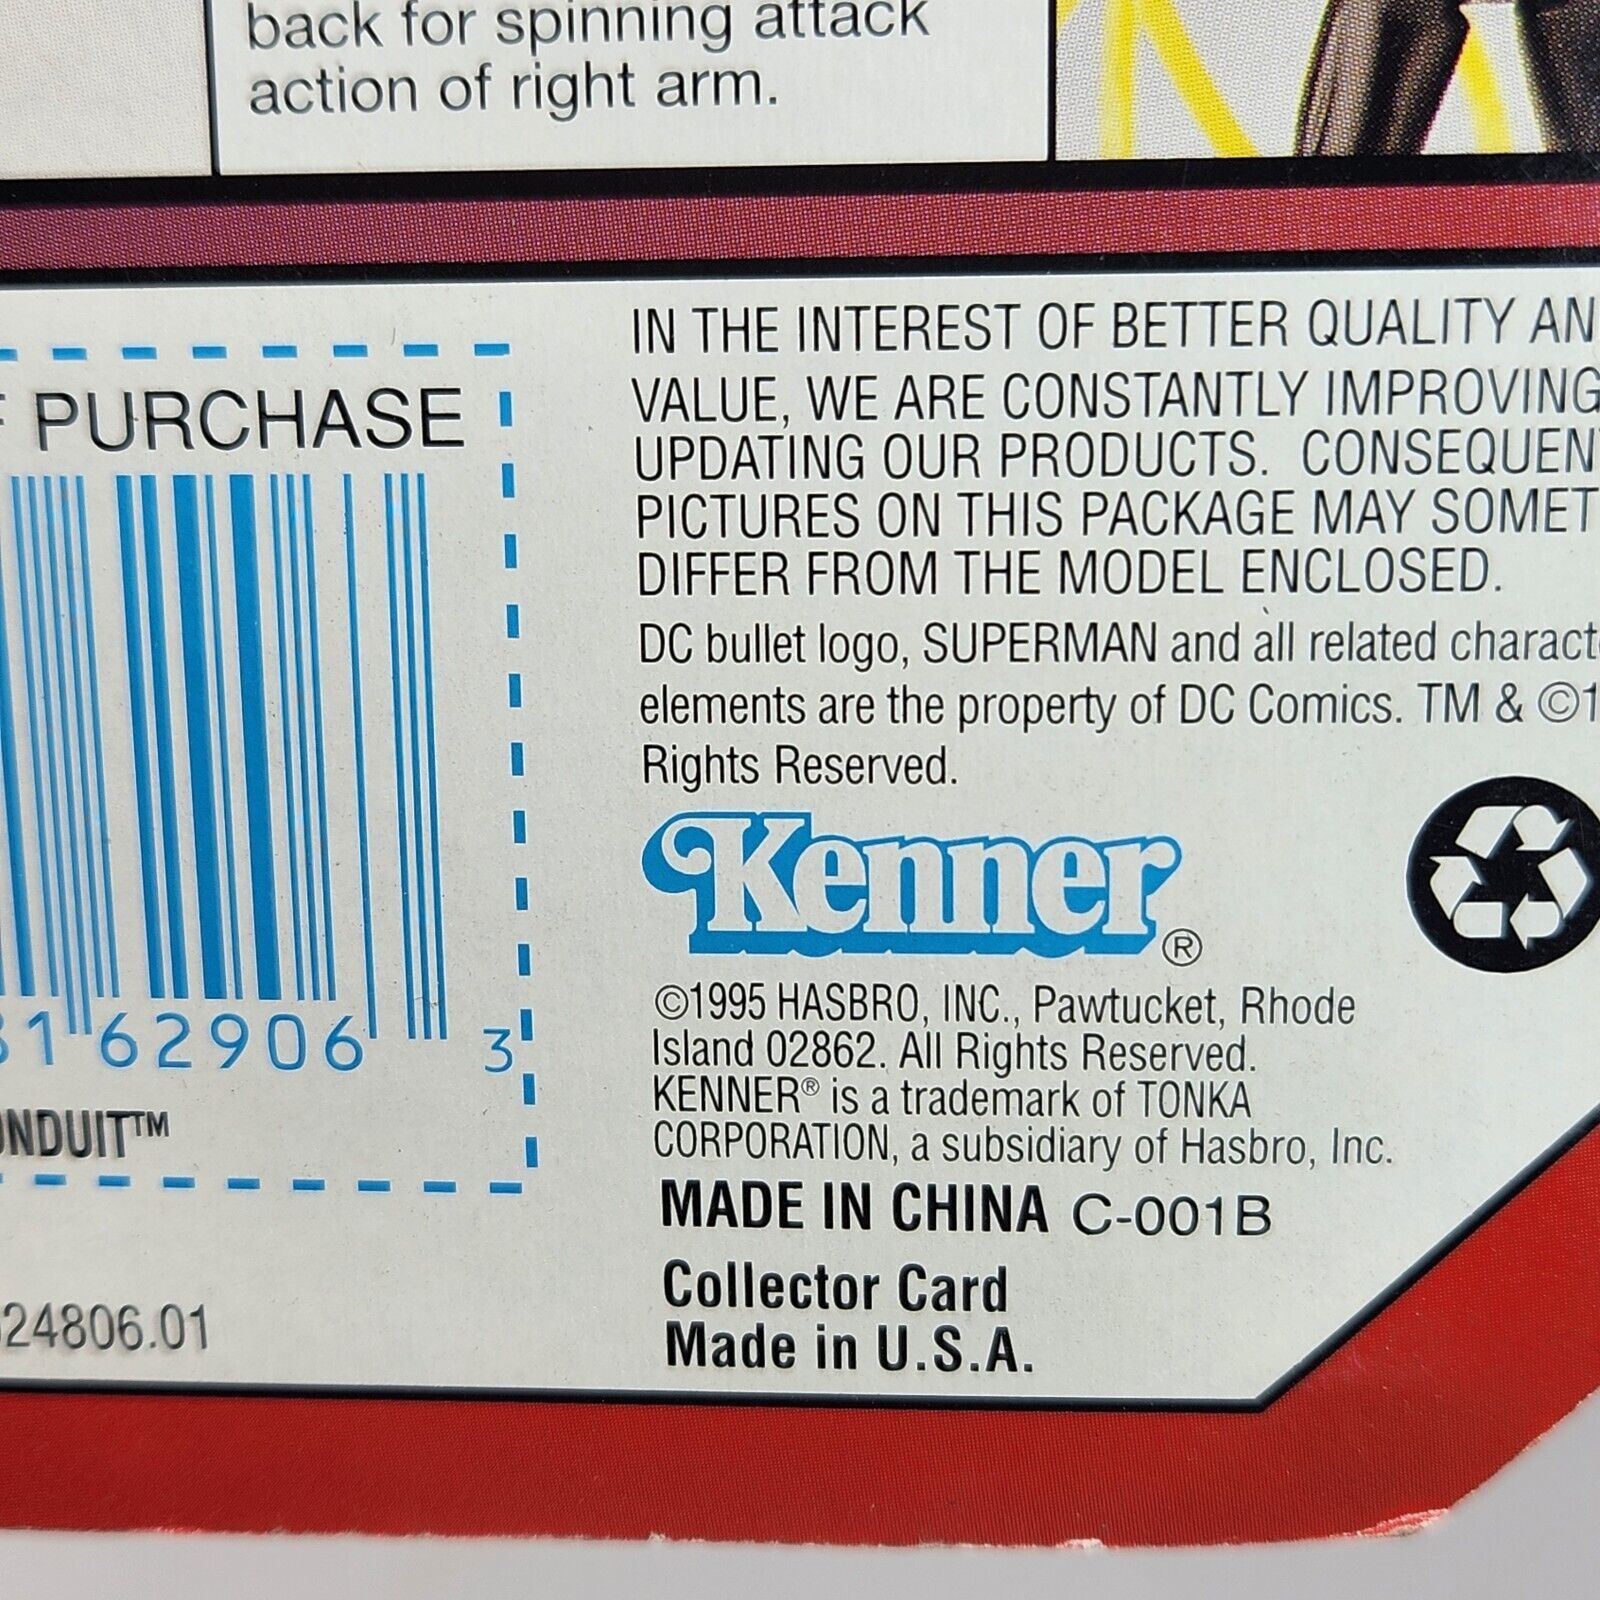 back for spinning attack
action of right arm.
PURCHASE
162906 3
24806.01
IN THE INTEREST OF BETTER QUALITY
VALUE, WE ARE CONSTANTLY IMPROVING
UPDATING OUR PRODUCTS. 
PICTURES ON THIS PACKAGE MAY
DIFFER FROM THE MODEL ENCLOSED.
DC bullet logo, SUPERMAN and all related
elements are the property of DC Comics. TM & ©
Rights Reserved.
Kenner®
©1995 HASBRO, INC., Pawtucket, Rhode
Island 02862. All Rights Reserved.
KENNER® is a trademark of TONKA
CORPORATION, a subsidiary of Hasbro, Inc.
MADE IN CHINA C-001B
Collector Card
Made in U.S.A.